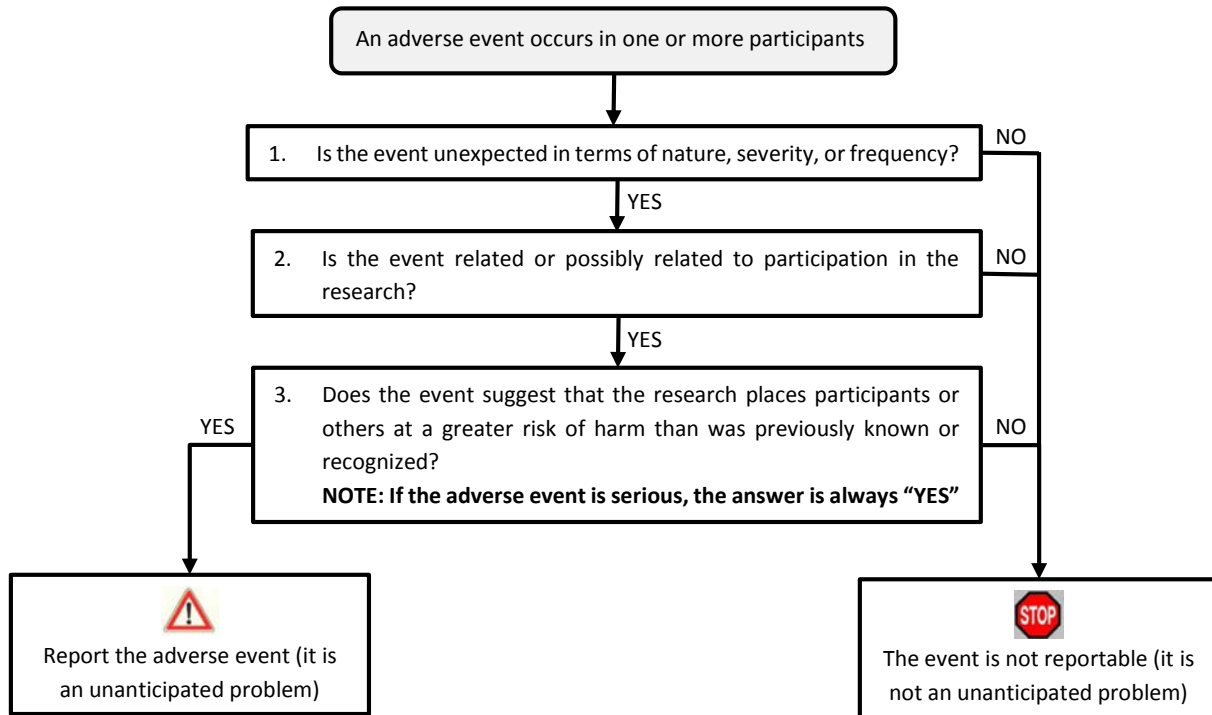 An adverse event occurs in one or more participants
1. Is the event unexpected in terms of nature, severity, or frequency?
NO
YES
2. Is the event related or possibly related to participation in the
research?
NO
YES
3. Does the event suggest that the research places participants or
others at a greater risk of harm than was previously known or
recognized?
NOTE: If the adverse event is serious, the answer is always “YES”
YES
NO
Report the adverse event (it is
an unanticipated problem)
STOP
The event is not reportable (it is
not an unanticipated problem)